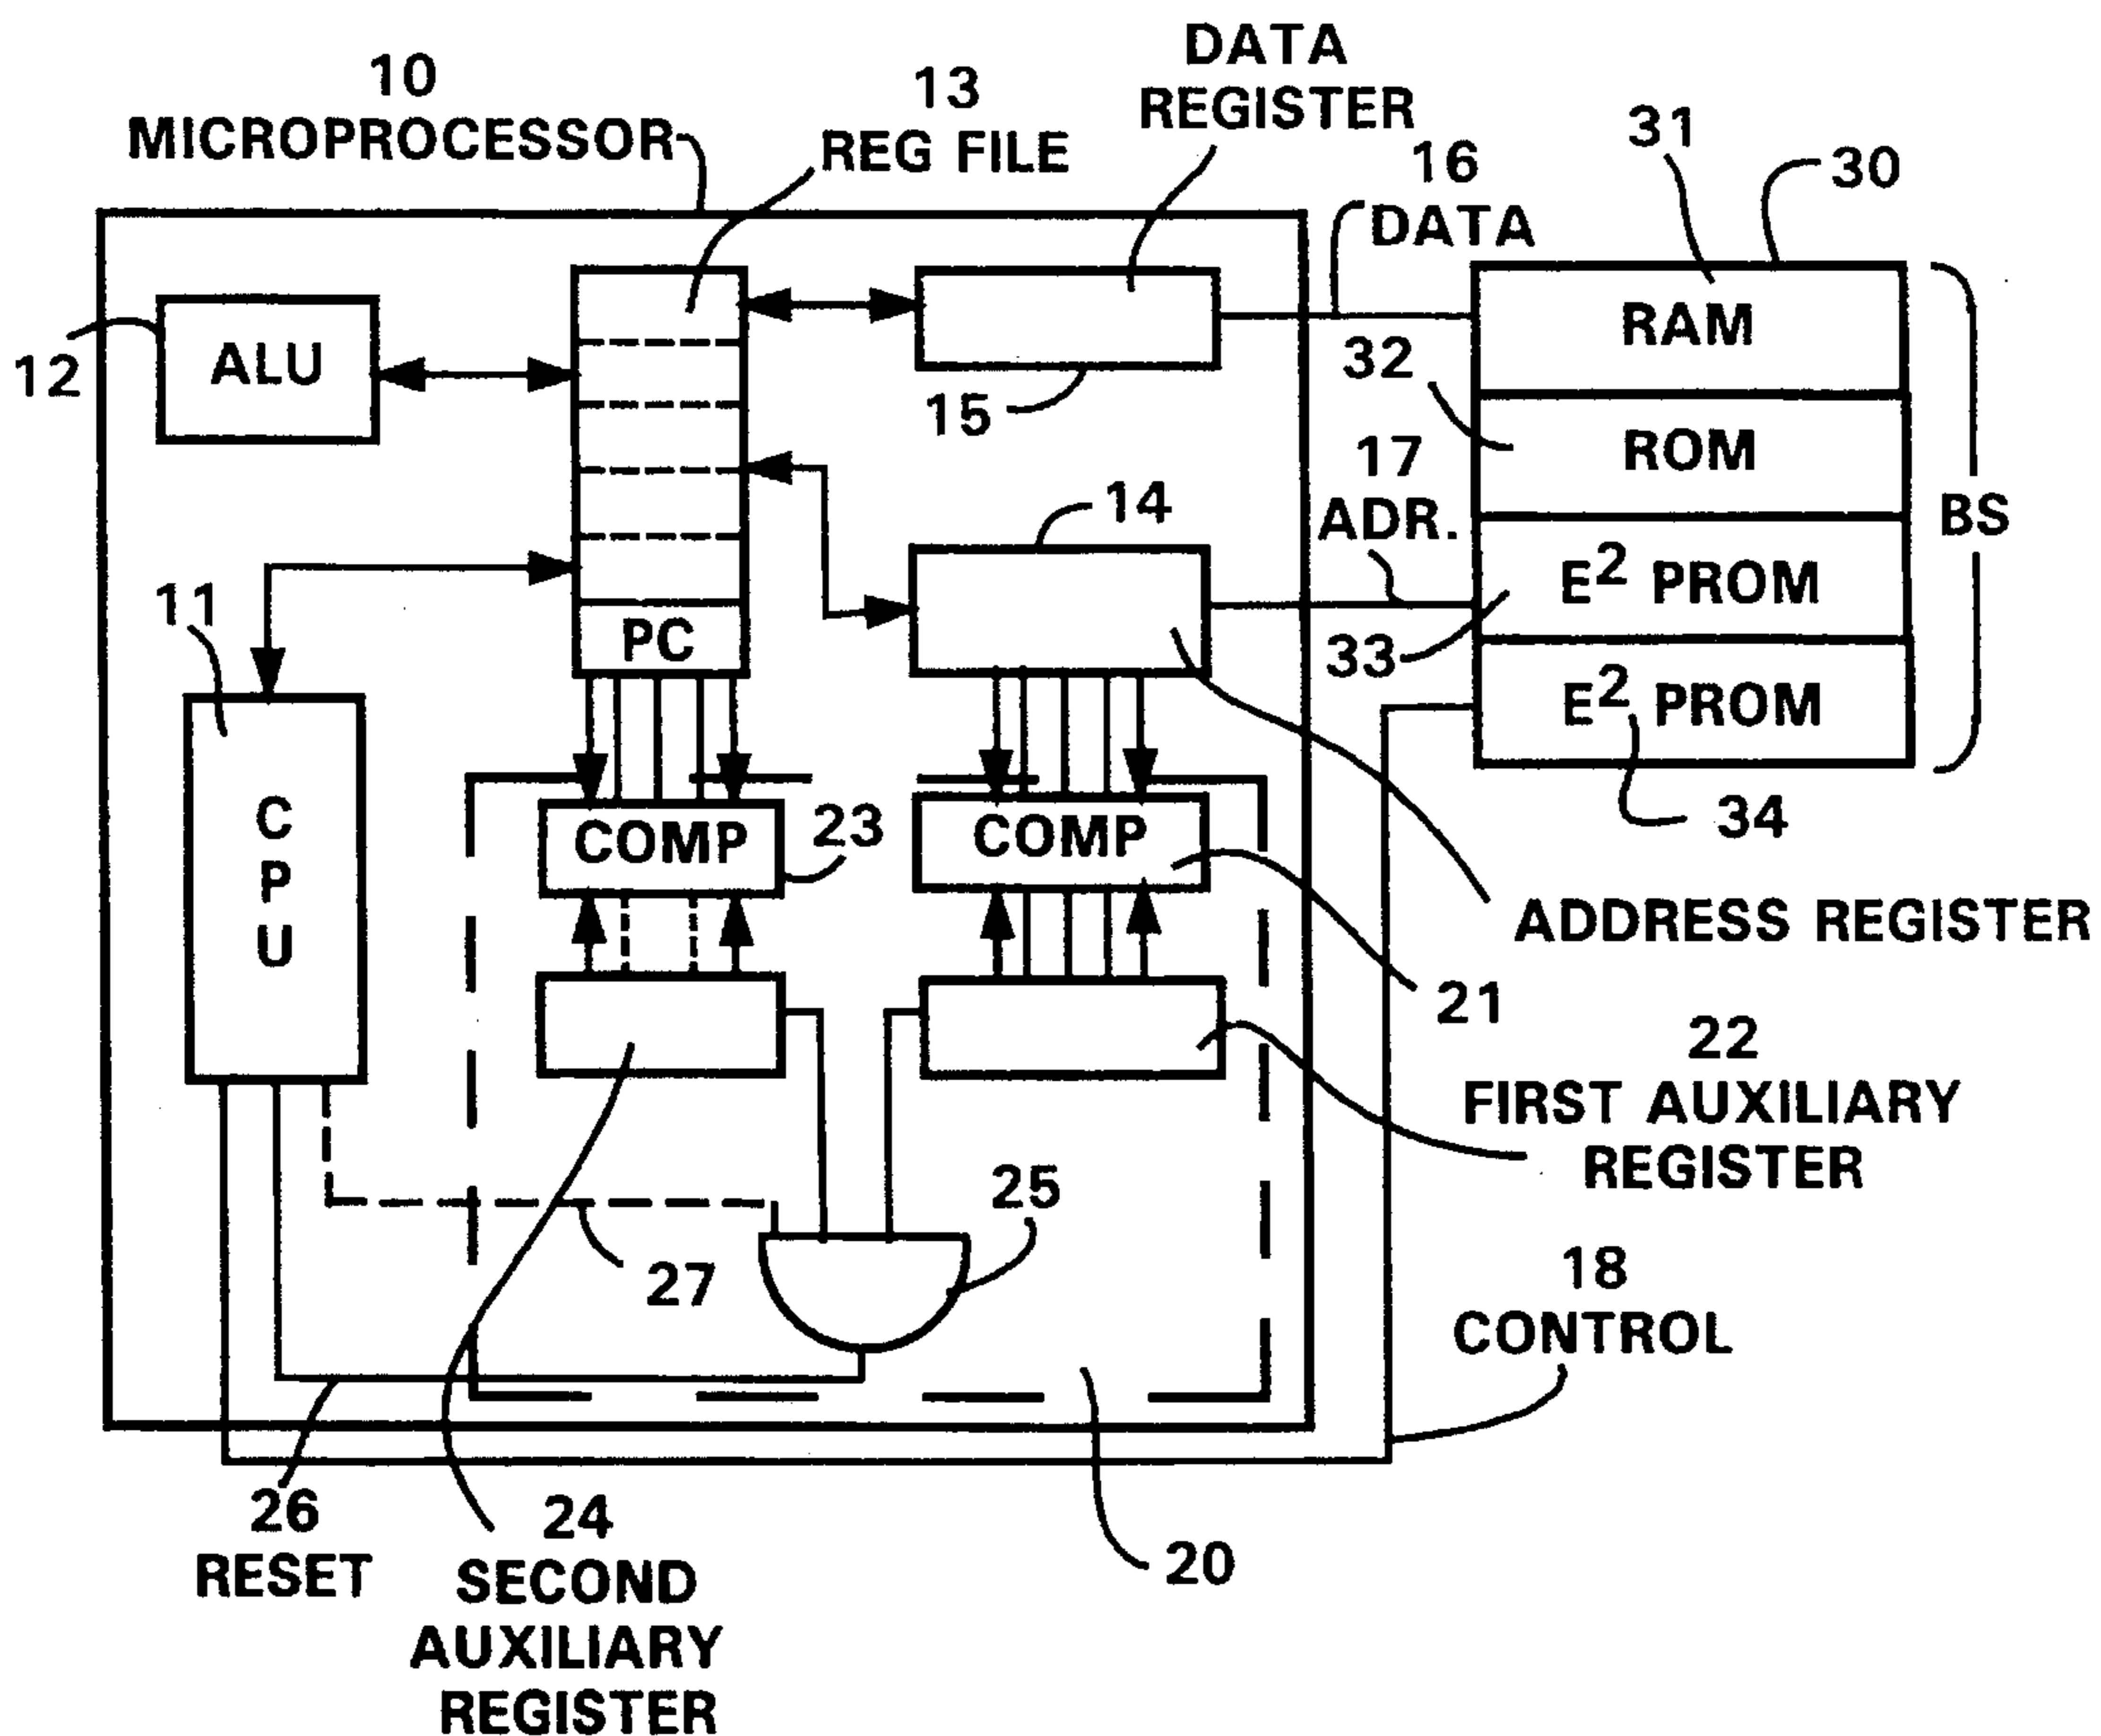 10
MICROPROCESSOR
13
REG FILE
DATA
REGISTER
16
DATA
31
30
12
ALU
15
RAM
32
ROM
17
ADR.
14
E² PROM
BS
33
E² PROM
34
11
PC
C
P
U
COMP
23
COMP
ADDRESS REGISTER
21
22
FIRST AUXILIARY
REGISTER
25
27
18
CONTROL
26
RESET
24
SECOND
AUXILIARY
REGISTER
20